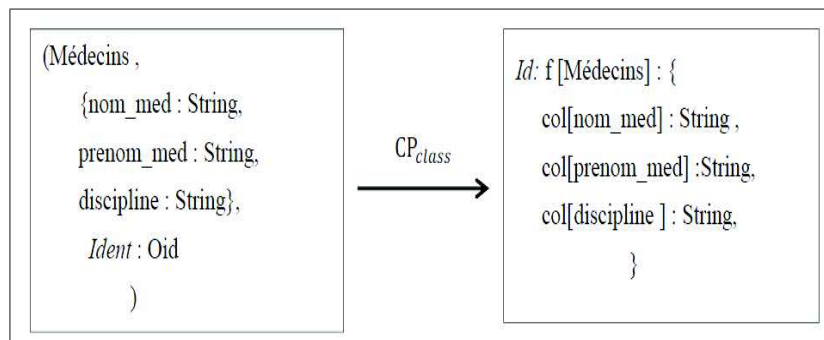 (Médecins ,
{nom_med : String,
prenom_med : String,
discipline : String},
Ident : Oid
)
CPclass
Id: f [Médecins] : {
col[nom_med] : String ,
col[prenom_med] :String,
col[discipline ] : String,
}